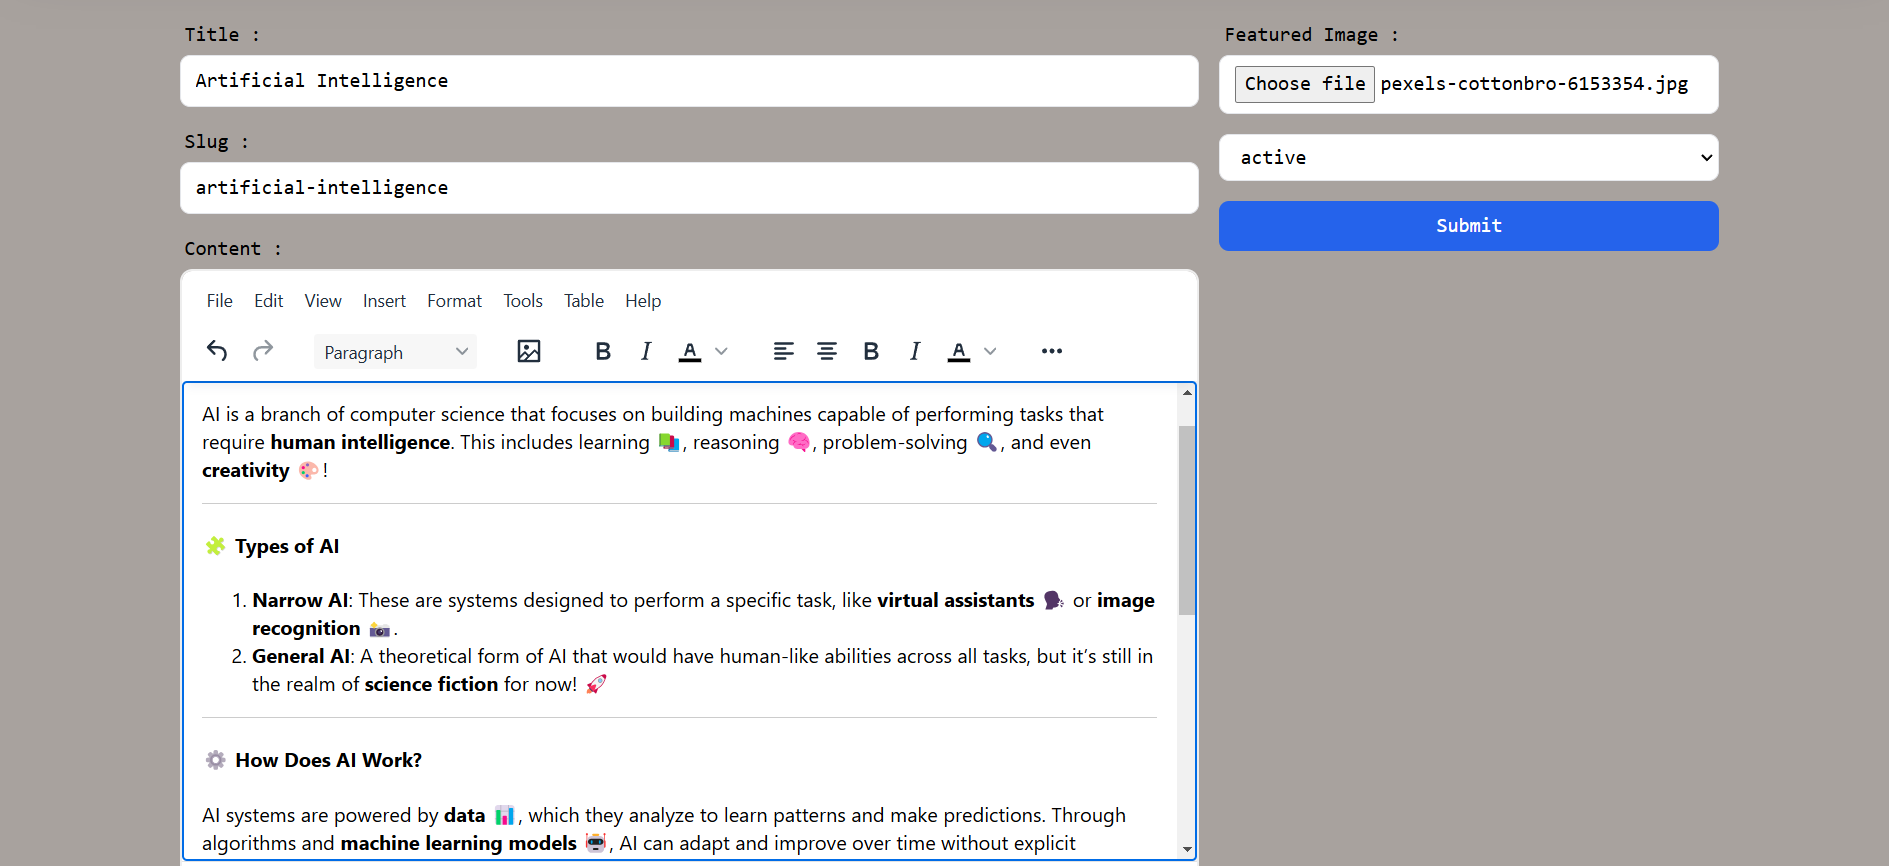 Title :
Artificial Intelligence
Slug :
artificial-intelligence
Content :
File Edit View Insert Format Tools Table Help
Paragraph B I A B I A
AI is a branch of computer science that focuses on building machines capable of performing tasks that
require human intelligence. This includes learning 📚, reasoning 🧠, problem-solving 🔍, and even
creativity 🎨!
🧩 Types of AI
1. Narrow AI: These are systems designed to perform a specific task, like virtual assistants 🗣️ or image
recognition 📸.
2. General AI: A theoretical form of AI that would have human-like abilities across all tasks, but it’s still in
the realm of science fiction for now! 🚀
⚙️ How Does AI Work?
AI systems are powered by data 📊, which they analyze to learn patterns and make predictions. Through
algorithms and machine learning models 🤖, AI can adapt and improve over time without explicit
Featured Image :
Choose file pexels-cottonbro-6153354.jpg
active
Submit